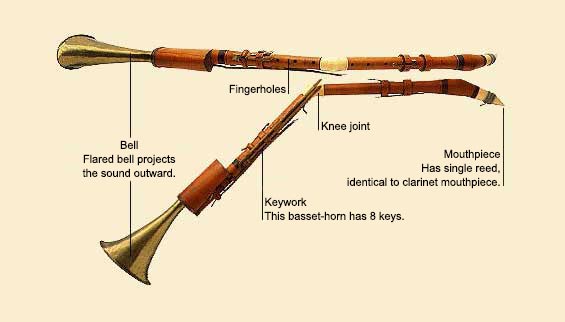 Fingerholes
Knee joint
Bell
Flared bell projects
the sound outward.
Mouthpiece
Has single reed,
identical to clarinet mouthpiece.
Keywork
This basset-horn has 8 keys.